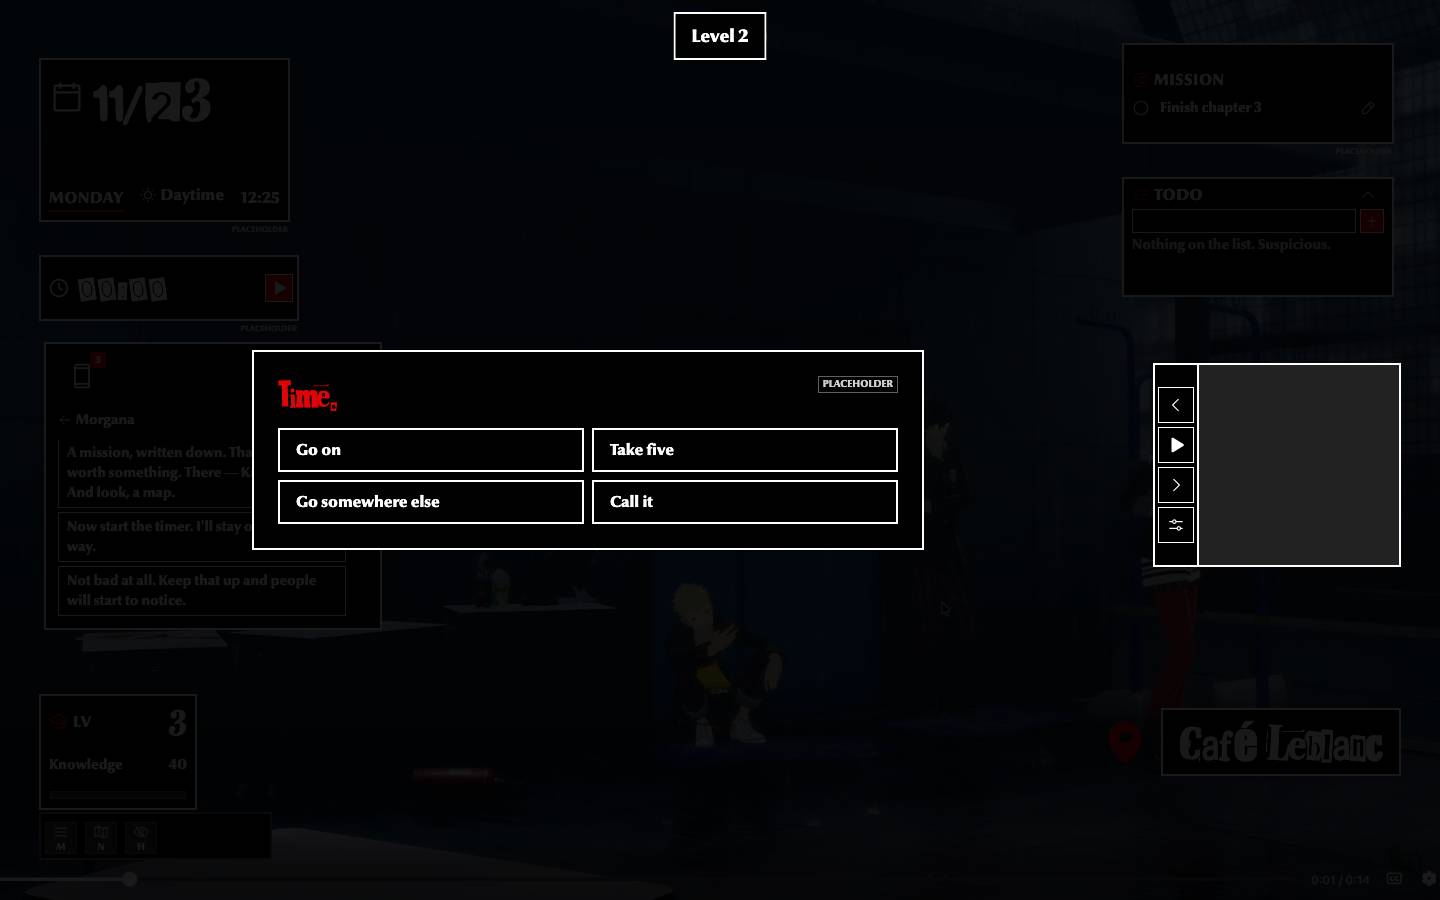 Level 2
11/23
MONDAY
Daytime
12:25
PLACEHOLDER
MISSION
Finish chapter 3
PLACEHOLDER
TODO
+
Nothing on the list. Suspicious.
00:00
PLACEHOLDER
3
← Morgana
A mission, written down. Tha
worth something. There — K
And look, a map.
Now start the timer. I'll stay o
way.
Not bad at all. Keep that up and people
will start to notice.
Time.
PLACEHOLDER
Go on
Take five
Go somewhere else
Call it
LV
3
Knowledge
40
M
N
H
Café Leblanc
0:01 / 0:14
CC